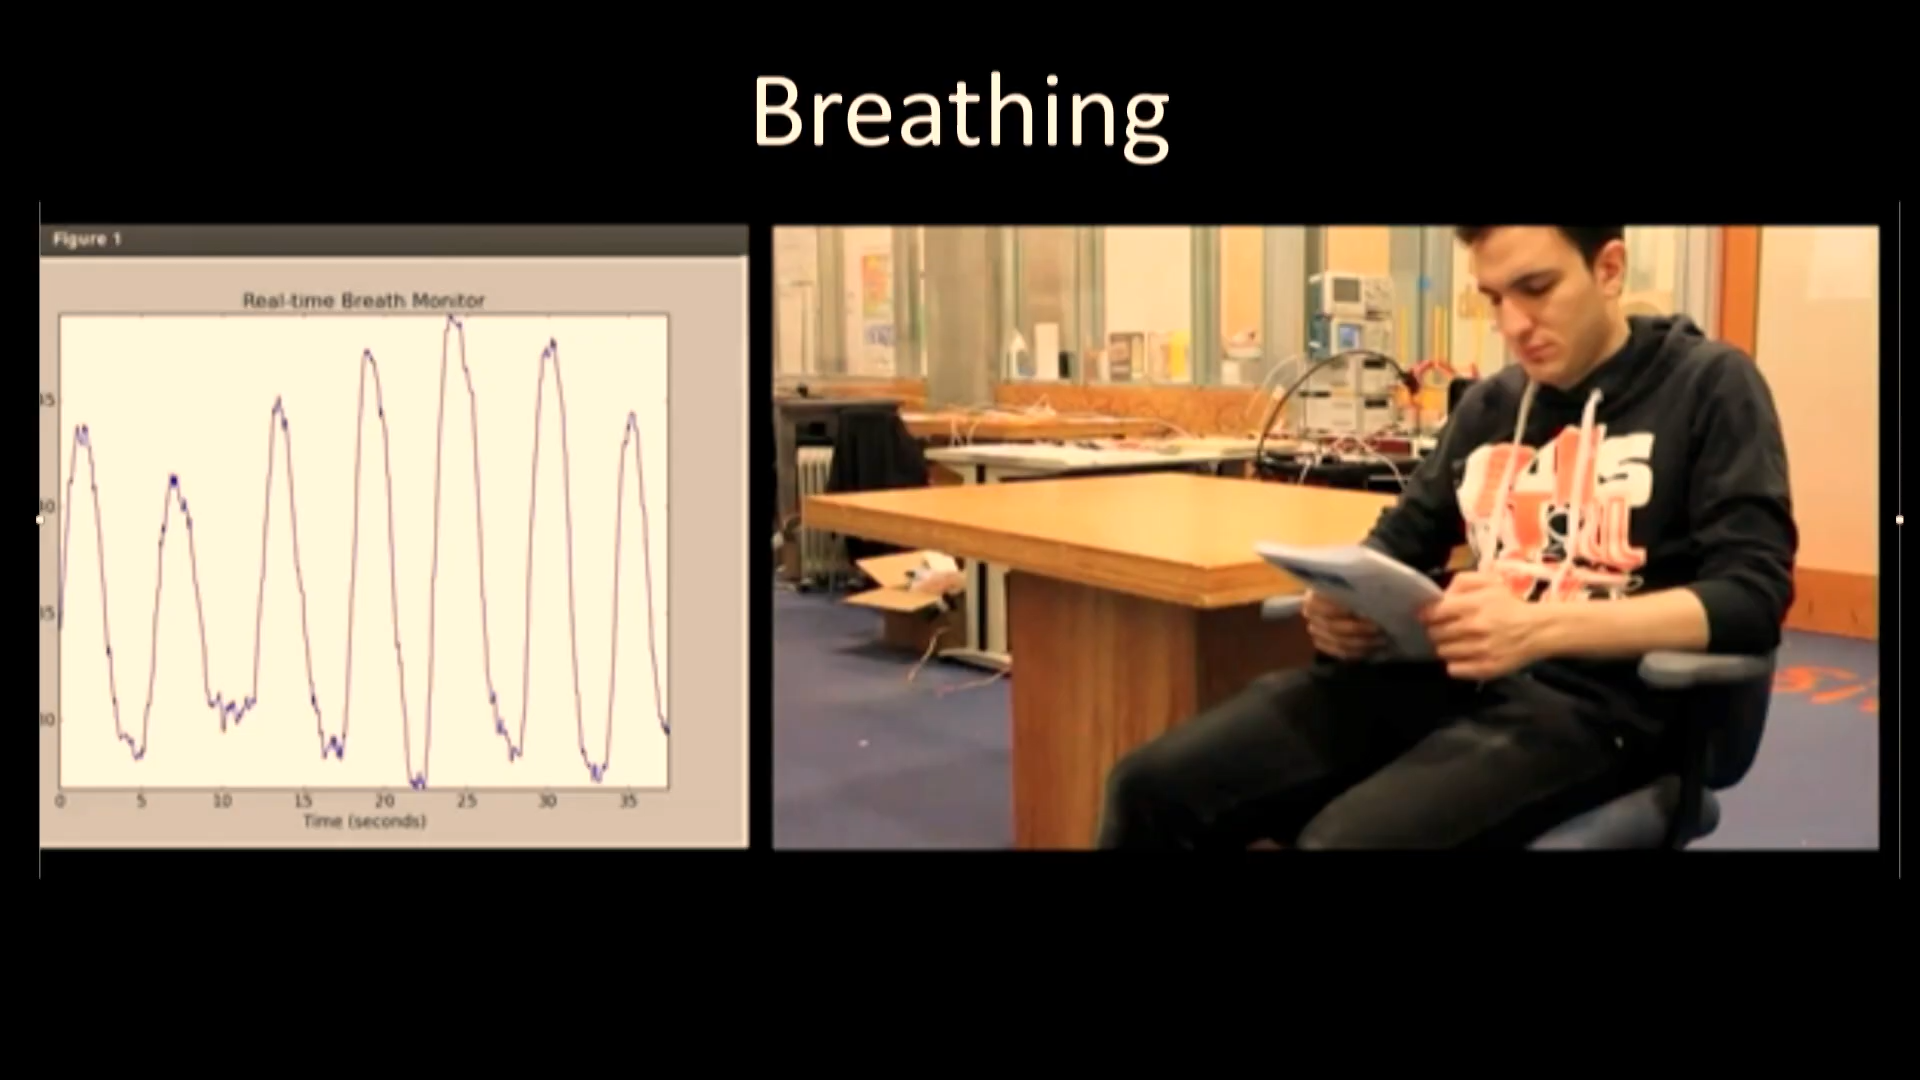 Breathing
Figure 1
Real-time Breath Monitor
0 5 10 15 20 25 30 35
Time (seconds)